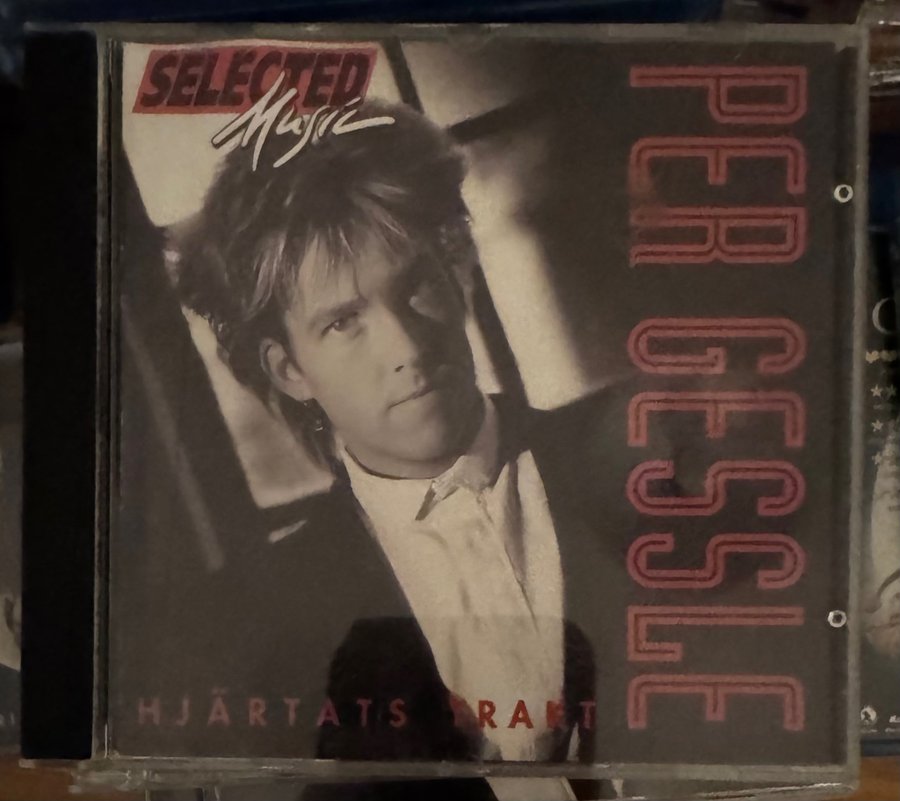 SELECTED
Music
PER GESSLE
HJÄRTATS TRAKT